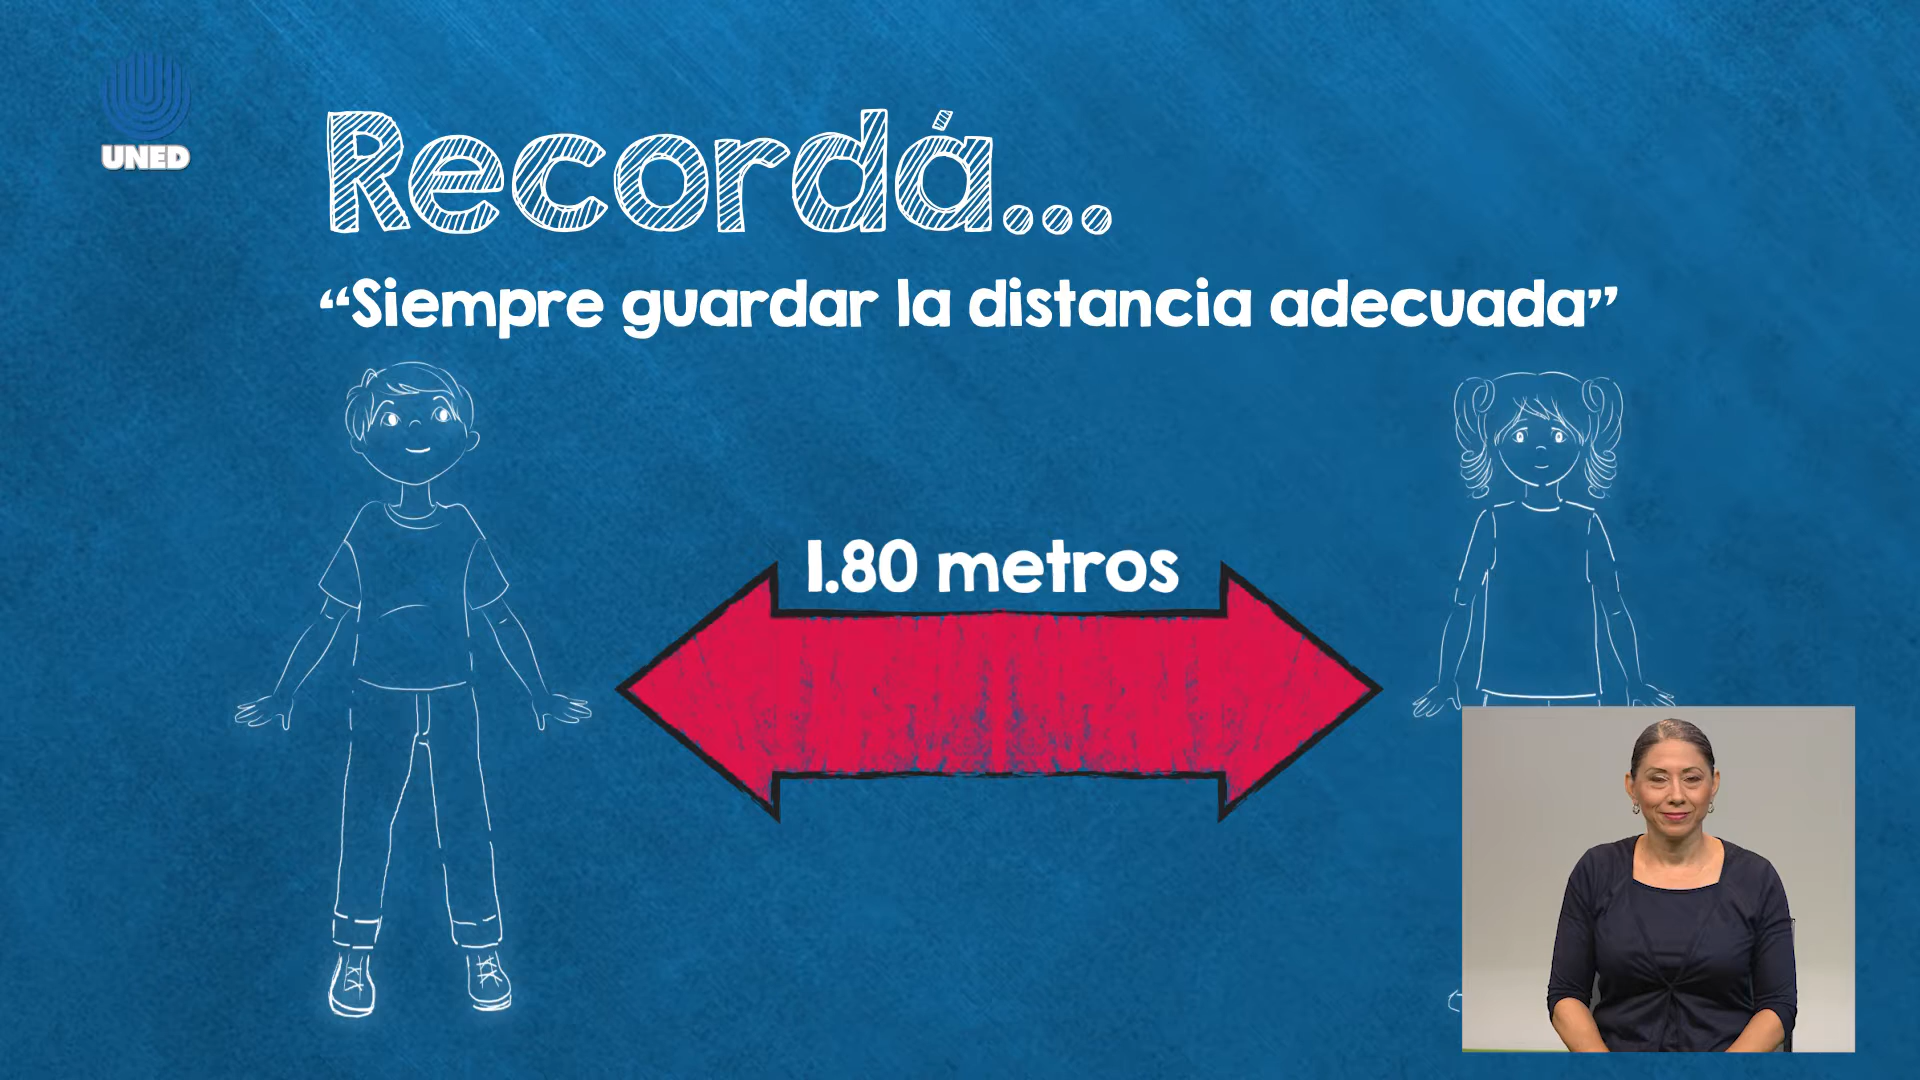 UNED
Recordá...
“Siempre guardar la distancia adecuada”
1.80 metros